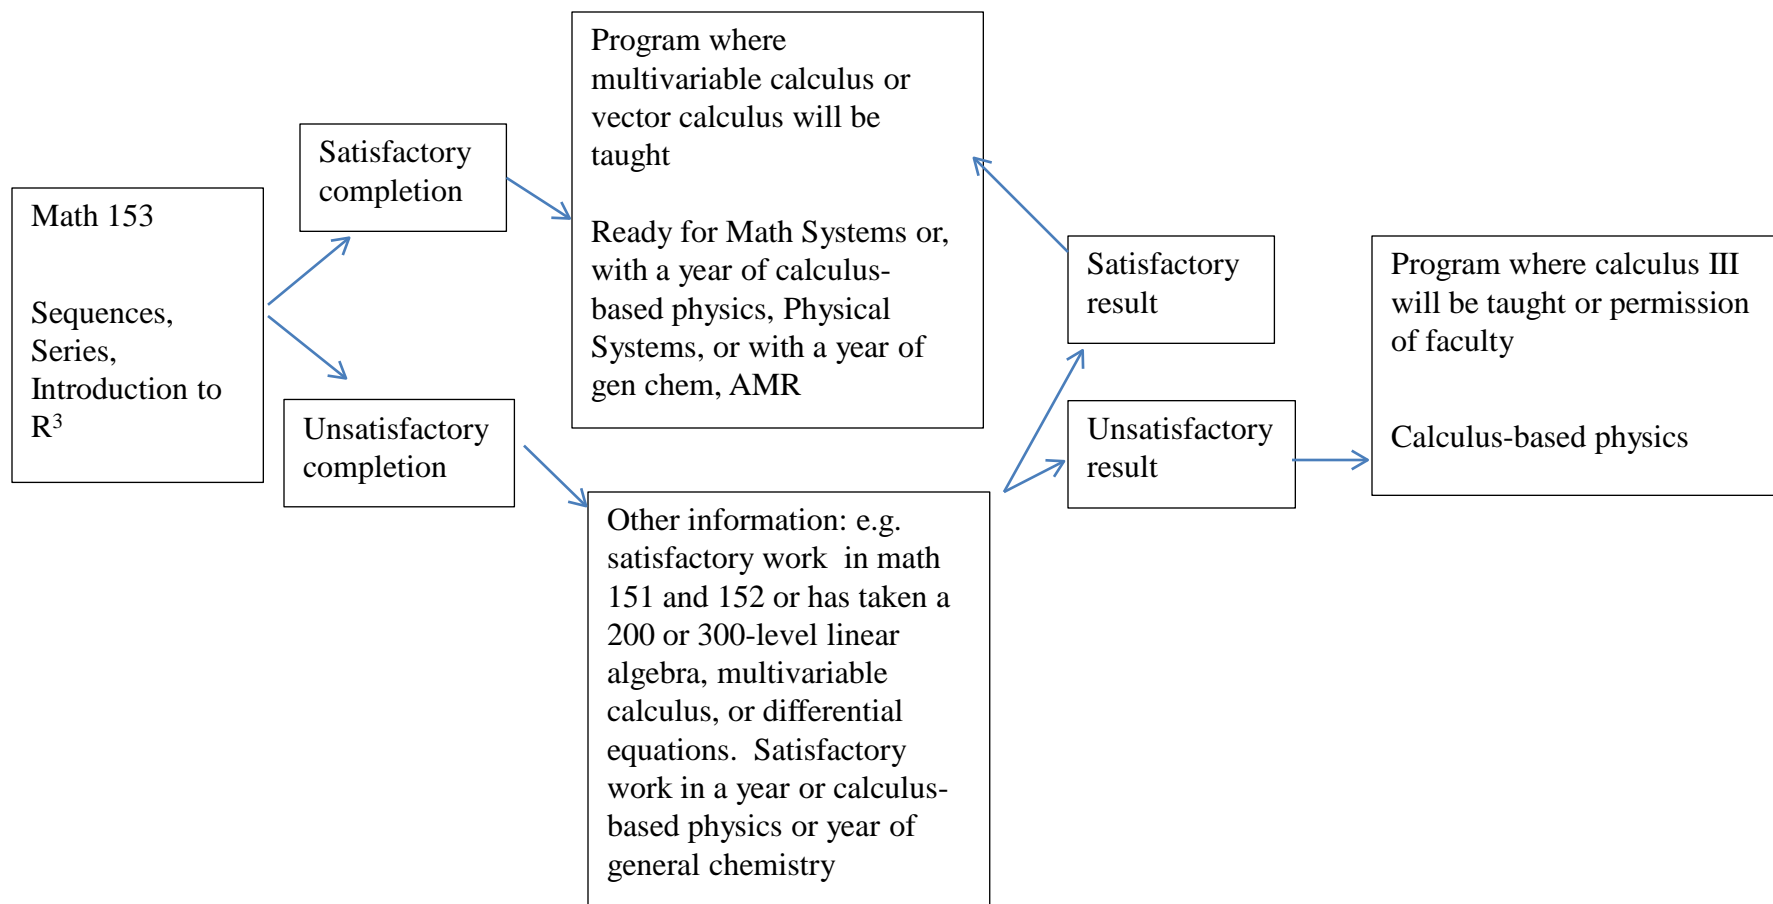 Math 153
Sequences,
Series,
Introduction to
R³
Satisfactory
completion
Unsatisfactory
completion
Program where
multivariable calculus or
vector calculus will be
taught
Ready for Math Systems or,
with a year of calculus-
based physics, Physical
Systems, or with a year of
gen chem, AMR
Other information: e.g.
satisfactory work  in math
151 and 152 or has taken a
200 or 300-level linear
algebra, multivariable
calculus, or differential
equations.  Satisfactory
work in a year or calculus-
based physics or year of
general chemistry
Satisfactory
result
Unsatisfactory
result
Program where calculus III
will be taught or permission
of faculty
Calculus-based physics